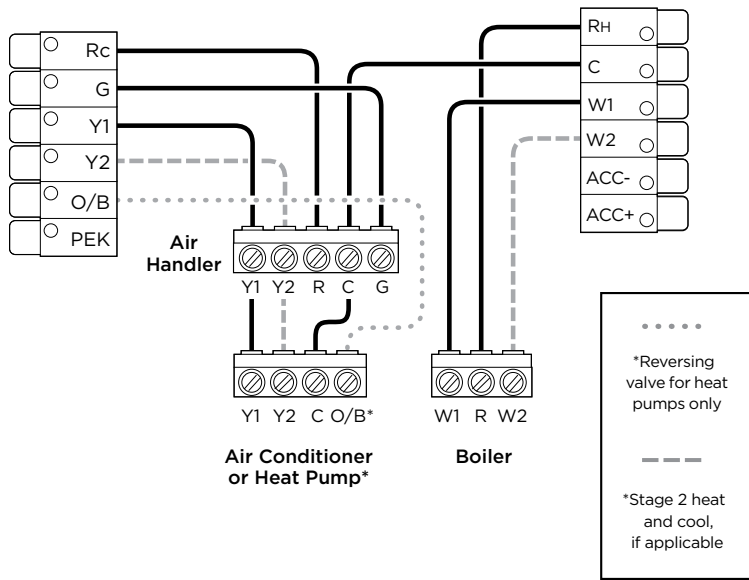 Rc
G
Y1
Y2
O/B
PEK
RH
C
W1
W2
ACC-
ACC+
Air
Handler
Y1 Y2 R C G
Y1 Y2 C O/B*
Air Conditioner
or Heat Pump*
W1 R W2
Boiler
*Reversing
valve for heat
pumps only
*Stage 2 heat
and cool,
if applicable